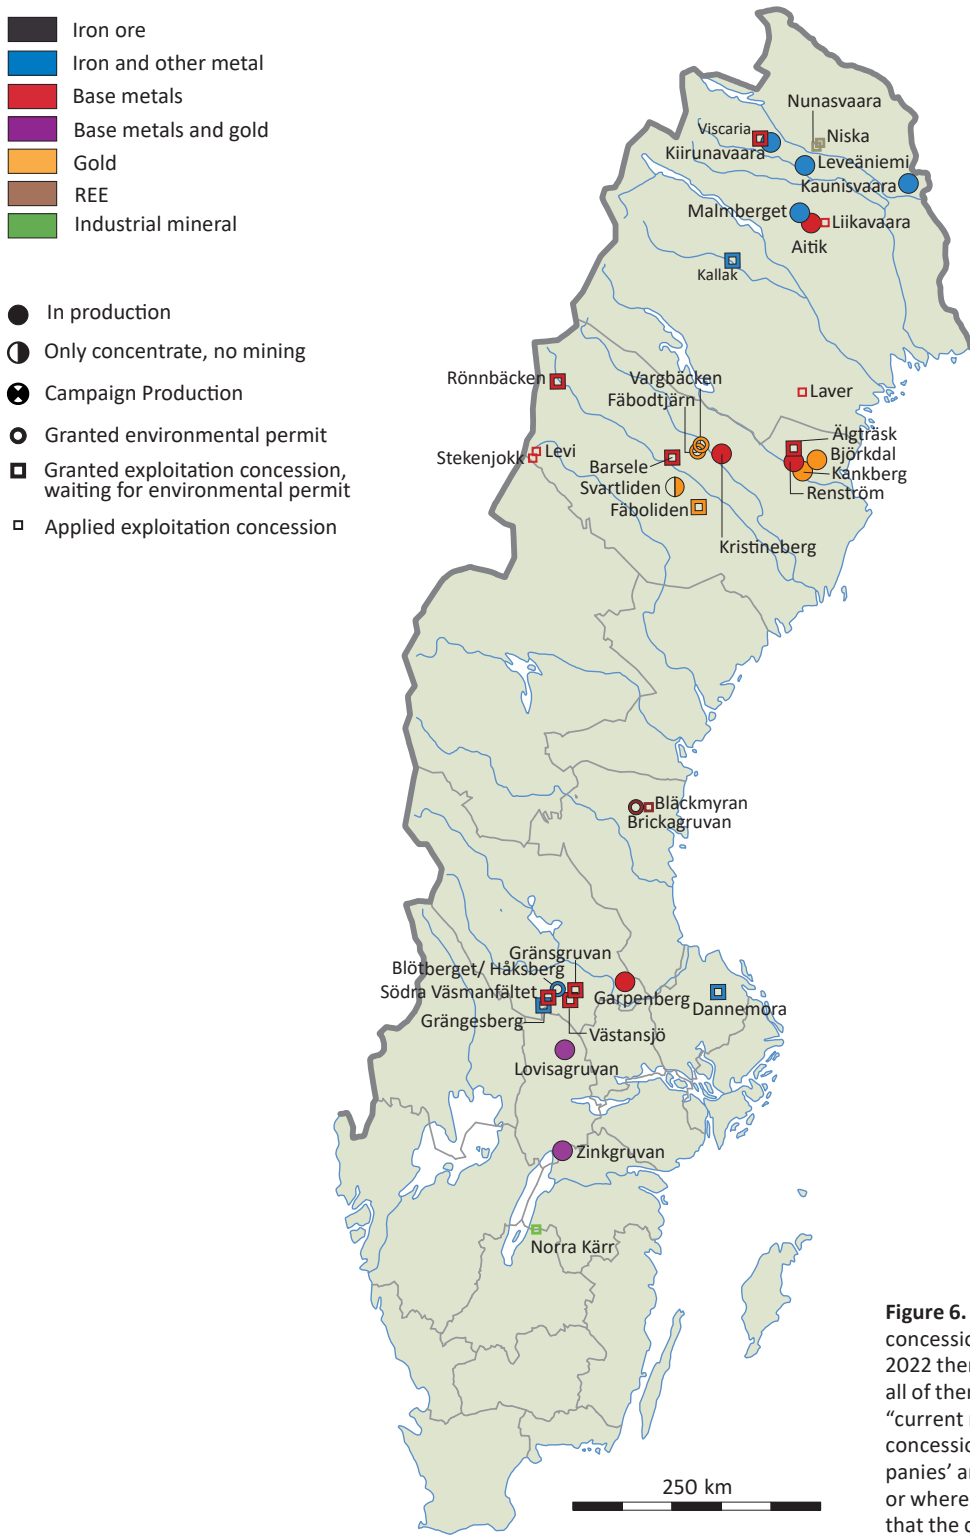 Iron ore
Iron and other metal
Base metals
Base metals and gold
Gold
REE
Industrial mineral
In production
Only concentrate, no mining
Campaign Production
Granted environmental permit
Granted exploitation concession,
waiting for environmental permit
Applied exploitation concession
Nunasvaara
Viscaria
Niska
Kiirunavaara
Leveäniemi
Kaunisvaara
Malmberget
Liikavaara
Aitik
Kallak
Rönnbäcken
Vargbäcken
Fäbodtjärn
Laver
Älgträsk
Levi
Stekenjokk
Björkdal
Barsele
Kankberg
Svartliden
Renström
Fäboliden
Kristineberg
Bläckmyran
Brickagruvan
Gränsgruvan
Blötberget/ Håksberg
Södra Väsmanfältet
Garpenberg
Dannemora
Grängesberg
Västansjö
Lovisagruvan
Zinkgruvan
Norra Kärr
250 km
Figure 6.
concessio
2022 ther
all of ther
“current
concessio
panies’ a
or where
that the